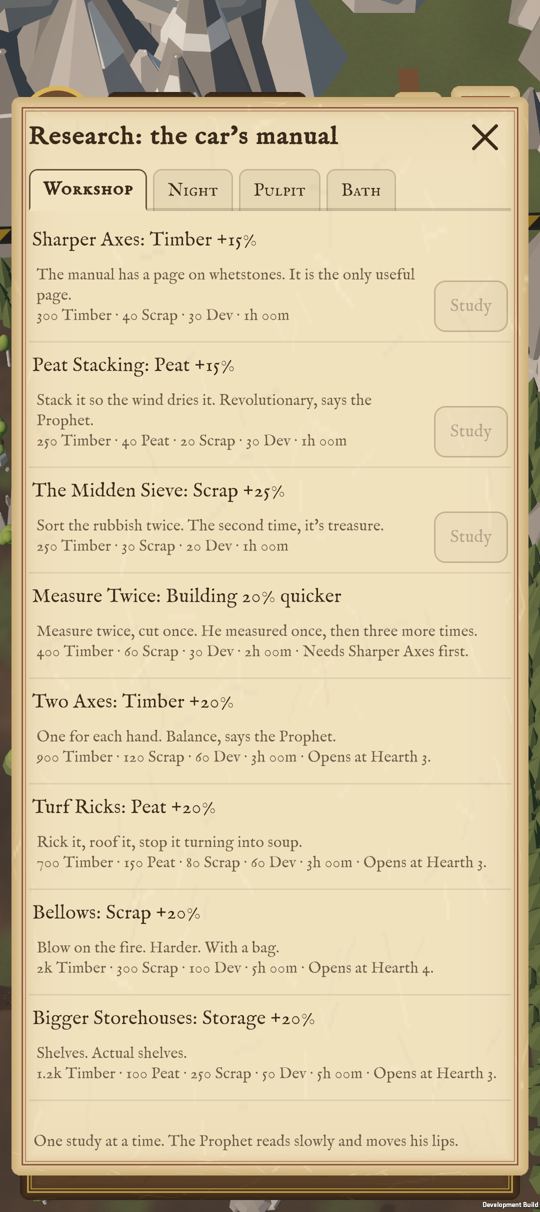 Research: the car's manual
Workshop
Night
Pulpit
Bath
Sharper Axes: Timber +15%
The manual has a page on whetstones. It is the only useful
page.
300 Timber · 40 Scrap · 30 Dev · 1h 00m
Study
Peat Stacking: Peat +15%
Stack it so the wind dries it. Revolutionary, says the
Prophet.
250 Timber · 40 Peat · 20 Scrap · 30 Dev · 1h 00m
Study
The Midden Sieve: Scrap +25%
Sort the rubbish twice. The second time, it's treasure.
250 Timber · 30 Scrap · 20 Dev · 1h 00m
Study
Measure Twice: Building 20% quicker
Measure twice, cut once. He measured once, then three more times.
400 Timber · 60 Scrap · 30 Dev · 2h 00m · Needs Sharper Axes first.
Two Axes: Timber +20%
One for each hand. Balance, says the Prophet.
900 Timber · 120 Scrap · 60 Dev · 3h 00m · Opens at Hearth 3.
Turf Ricks: Peat +20%
Rick it, roof it, stop it turning into soup.
700 Timber · 150 Peat · 80 Scrap · 60 Dev · 3h 00m · Opens at Hearth 3.
Bellows: Scrap +20%
Blow on the fire. Harder. With a bag.
2k Timber · 300 Scrap · 100 Dev · 5h 00m · Opens at Hearth 4.
Bigger Storehouses: Storage +20%
Shelves. Actual shelves.
1.2k Timber · 100 Peat · 250 Scrap · 50 Dev · 5h 00m · Opens at Hearth 3.
One study at a time. The Prophet reads slowly and moves his lips.
Development Build